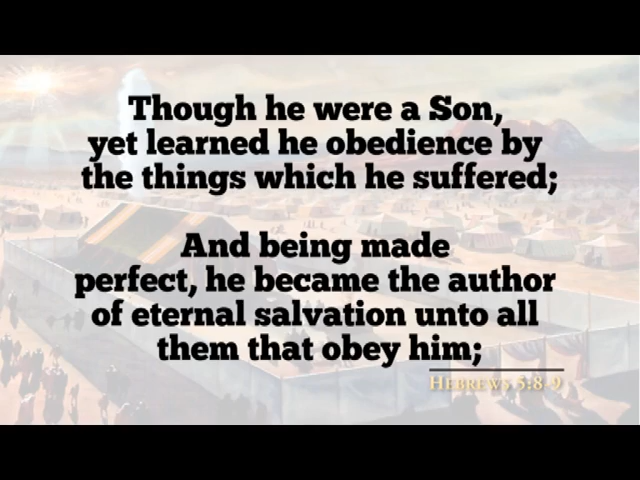 Though he were a Son,
yet learned he obedience by
the things which he suffered;
And being made
perfect, he became the author
of eternal salvation unto all
them that obey him;
Hebrews 5:8-9